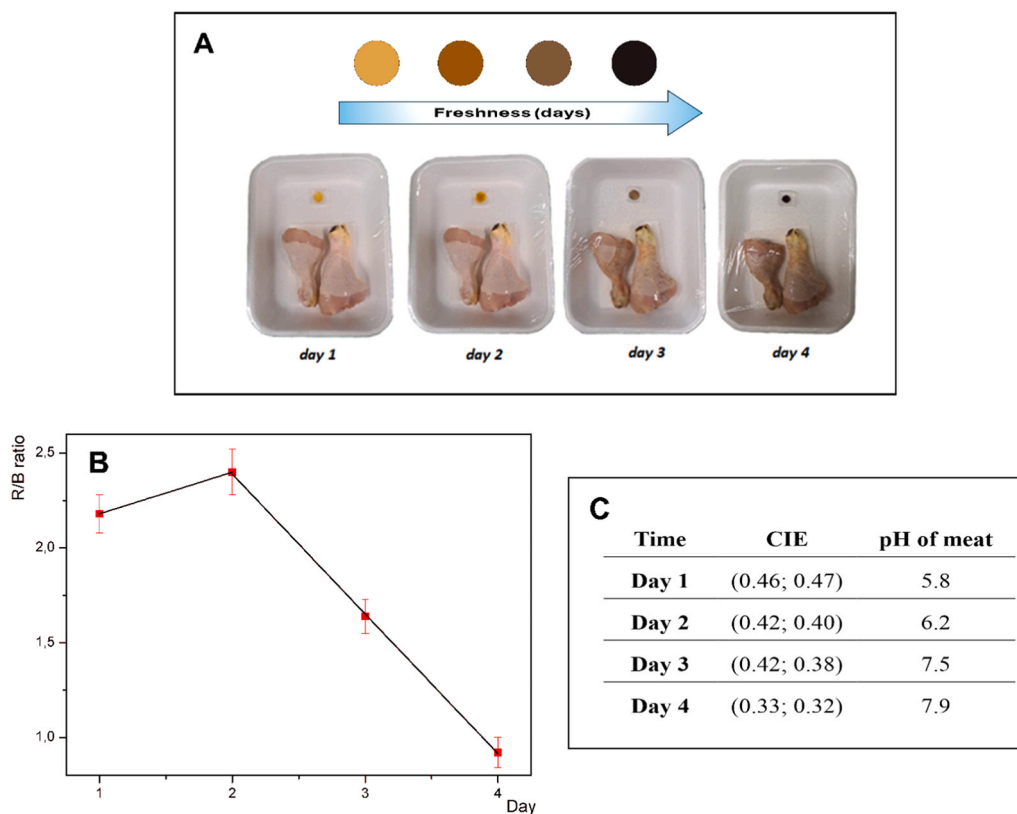 A
Freshness (days)
day 1 day 2 day 3 day 4
B
R/B ratio
2,5
2,0
1,5
1,0
1 2 3 4
Day
C
Time CIE pH of meat
Day 1 (0.46; 0.47) 5.8
Day 2 (0.42; 0.40) 6.2
Day 3 (0.42; 0.38) 7.5
Day 4 (0.33; 0.32) 7.9